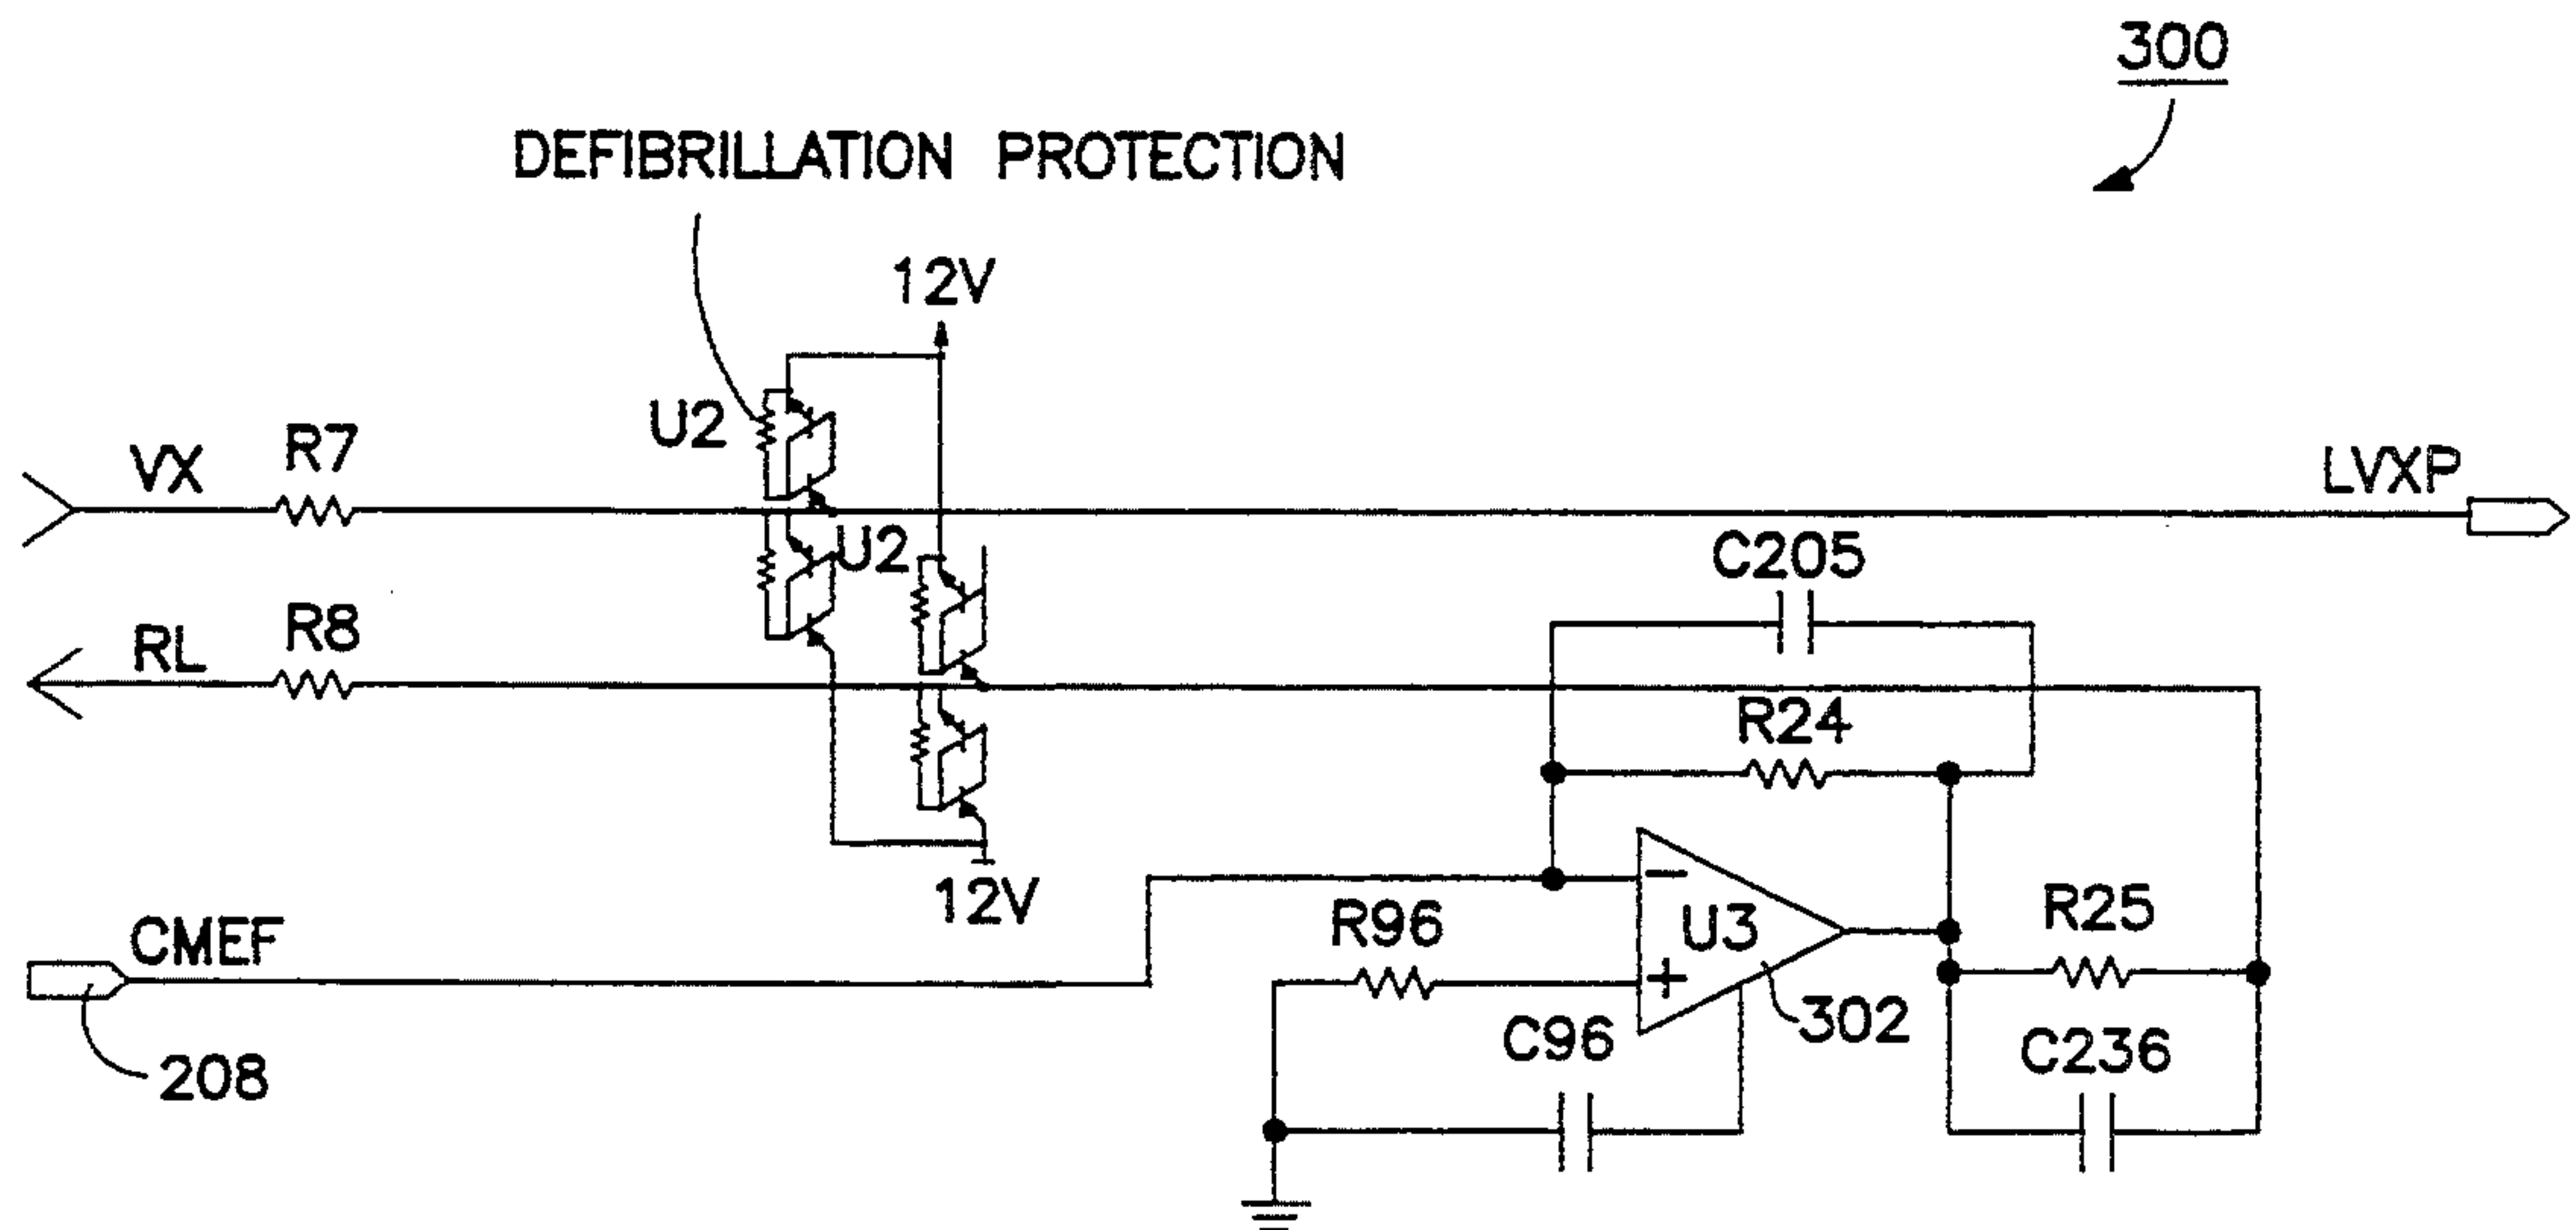 300
DEFIBRILLATION PROTECTION
12V
U2
VX
R7
LVXP
U2
C205
RL
R8
R24
12V
CMEF
R96
U3
R25
302
C96
C236
208